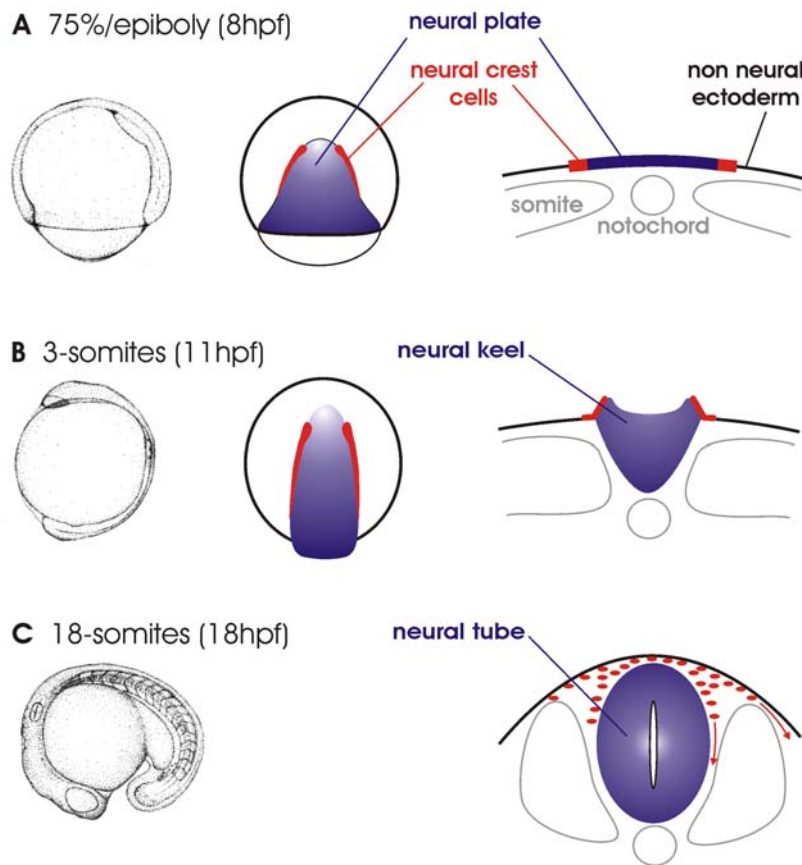 A 75%/epiboly (8hpf)
neural plate
neural crest
cells
non neural
ectoderm
somite
notochord
B 3-somites (11hpf)
neural keel
C 18-somites (18hpf)
neural tube